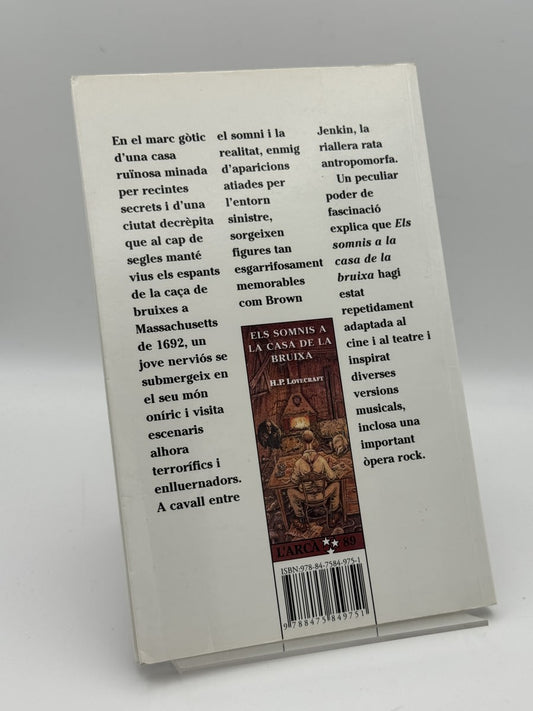 En el marc gòtic
d'una casa
ruïnosa minada
per recintes
secrets i d'una
ciutat decrèpita
que al cap de
segles manté
vius els espants
de la caça de
bruixes a
Massachusetts
de 1692, un
jove nerviós se
submergeix en
el seu món
oníric i visita
escenaris
alhora
terrorífics i
enlluernadors.
A cavall entre
el somni i la
realitat, enmig
d'aparicions
atiades per
l'entorn
sinistre,
sorgeixen
figures tan
esgarrifosament
memorables
com Brown
Jenkin, la
riallera rata
antropomorfa.
Un peculiar
poder de
fascinació
explica que Els
somnis a la
casa de la
bruixa hagi
estat
repetidament
adaptada al
cine i al teatre i
inspirat
diverses
versions
musicals,
inclosa una
important
òpera rock.
ELS SOMNIS A
LA CASA DE LA
BRUIXA
H.P. LOVECRAFT
L'ARCÀ 89
ISBN-978-84-7584-975-1
9 788475 849751